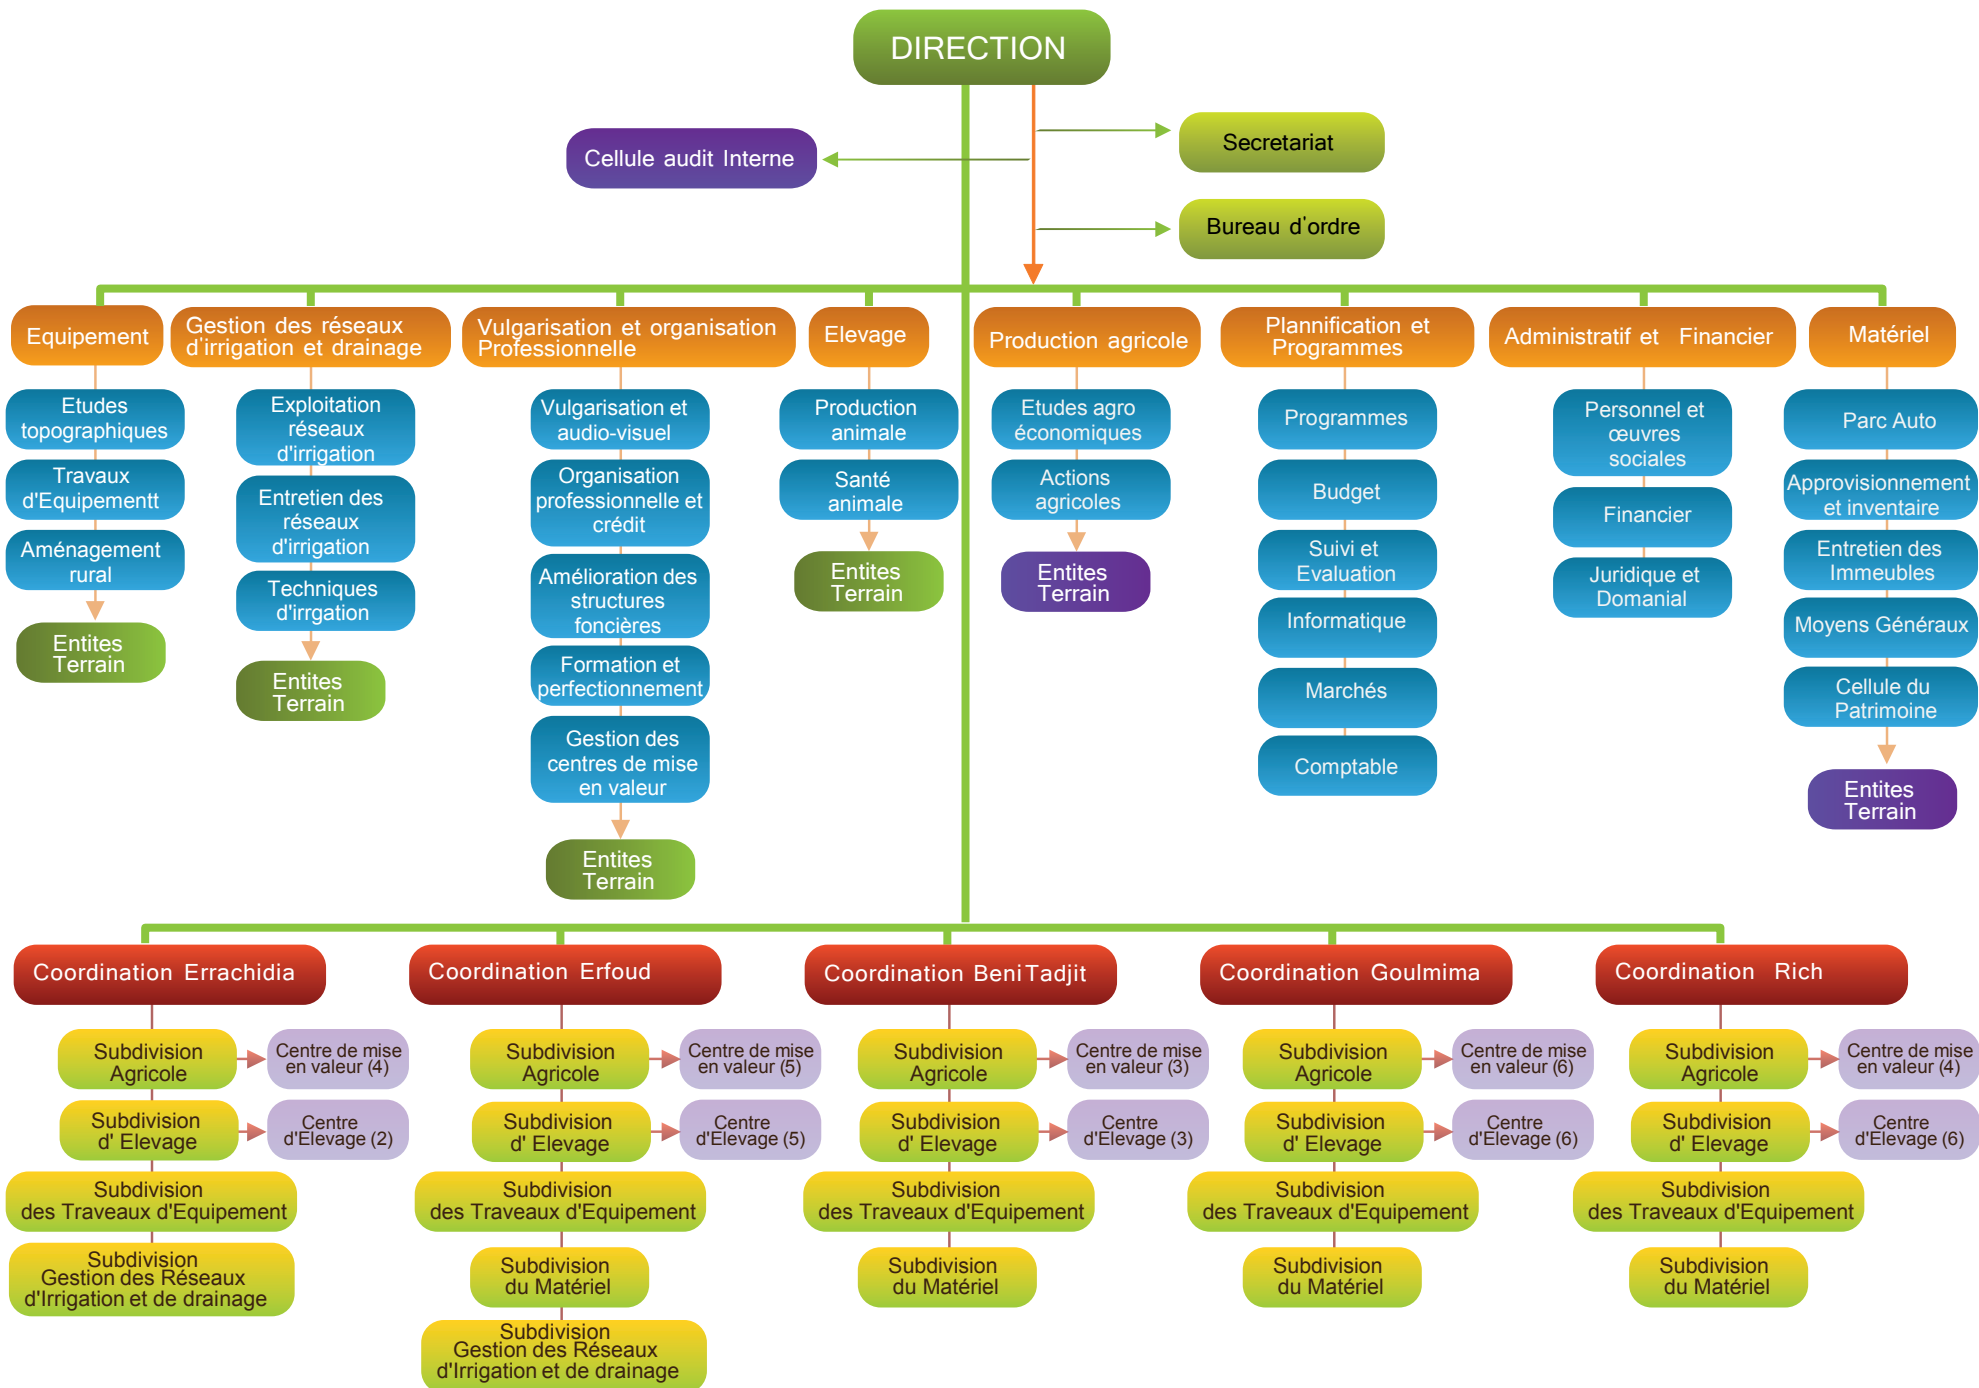 DIRECTION
Secretariat
Cellule audit Interne
Bureau d'ordre
Equipement
Gestion des réseaux
d'irrigation et drainage
Vulgarisation et organisation
Professionnelle
Elevage
Production agricole
Plannification et
Programmes
Administratif et Financier
Matériel
Etudes
topographiques
Travaux
d'Equipementt
Aménagement
rural
Entites
Terrain
Exploitation
réseaux
d'irrigation
Entretien des
réseaux
d'irrigation
Techniques
d'irrgation
Entites
Terrain
Vulgarisation et
audio-visuel
Organisation
professionnelle et
crédit
Amélioration des
structures
foncières
Formation et
perfectionnement
Gestion des
centres de mise
en valeur
Entites
Terrain
Production
animale
Santé
animale
Entites
Terrain
Etudes agro
économiques
Actions
agricoles
Entites
Terrain
Programmes
Budget
Suivi et
Evaluation
Informatique
Marchés
Comptable
Personnel et
œuvres
sociales
Financier
Juridique et
Domanial
Parc Auto
Approvisionnement
et inventaire
Entretien des
Immeubles
Moyens Généraux
Cellule du
Patrimoine
Entites
Terrain
Coordination Errachidia
Subdivision
Agricole
Centre de mise
en valeur (4)
Subdivision
d' Elevage
Centre
d'Elevage (2)
Subdivision
des Traveaux d'Equipement
Subdivision
Gestion des Réseaux
d'Irrigation et de drainage
Coordination Erfoud
Subdivision
Agricole
Centre de mise
en valeur (5)
Subdivision
d' Elevage
Centre
d'Elevage (5)
Subdivision
des Traveaux d'Equipement
Subdivision
du Matériel
Subdivision
Gestion des Réseaux
d'Irrigation et de drainage
Coordination Beni Tadjit
Subdivision
Agricole
Centre de mise
en valeur (3)
Subdivision
d' Elevage
Centre
d'Elevage (3)
Subdivision
des Traveaux d'Equipement
Subdivision
du Matériel
Coordination Goulmima
Subdivision
Agricole
Centre de mise
en valeur (6)
Subdivision
d' Elevage
Centre
d'Elevage (6)
Subdivision
des Traveaux d'Equipement
Subdivision
du Matériel
Coordination Rich
Subdivision
Agricole
Centre de mise
en valeur (4)
Subdivision
d' Elevage
Centre
d'Elevage (6)
Subdivision
des Traveaux d'Equipement
Subdivision
du Matériel